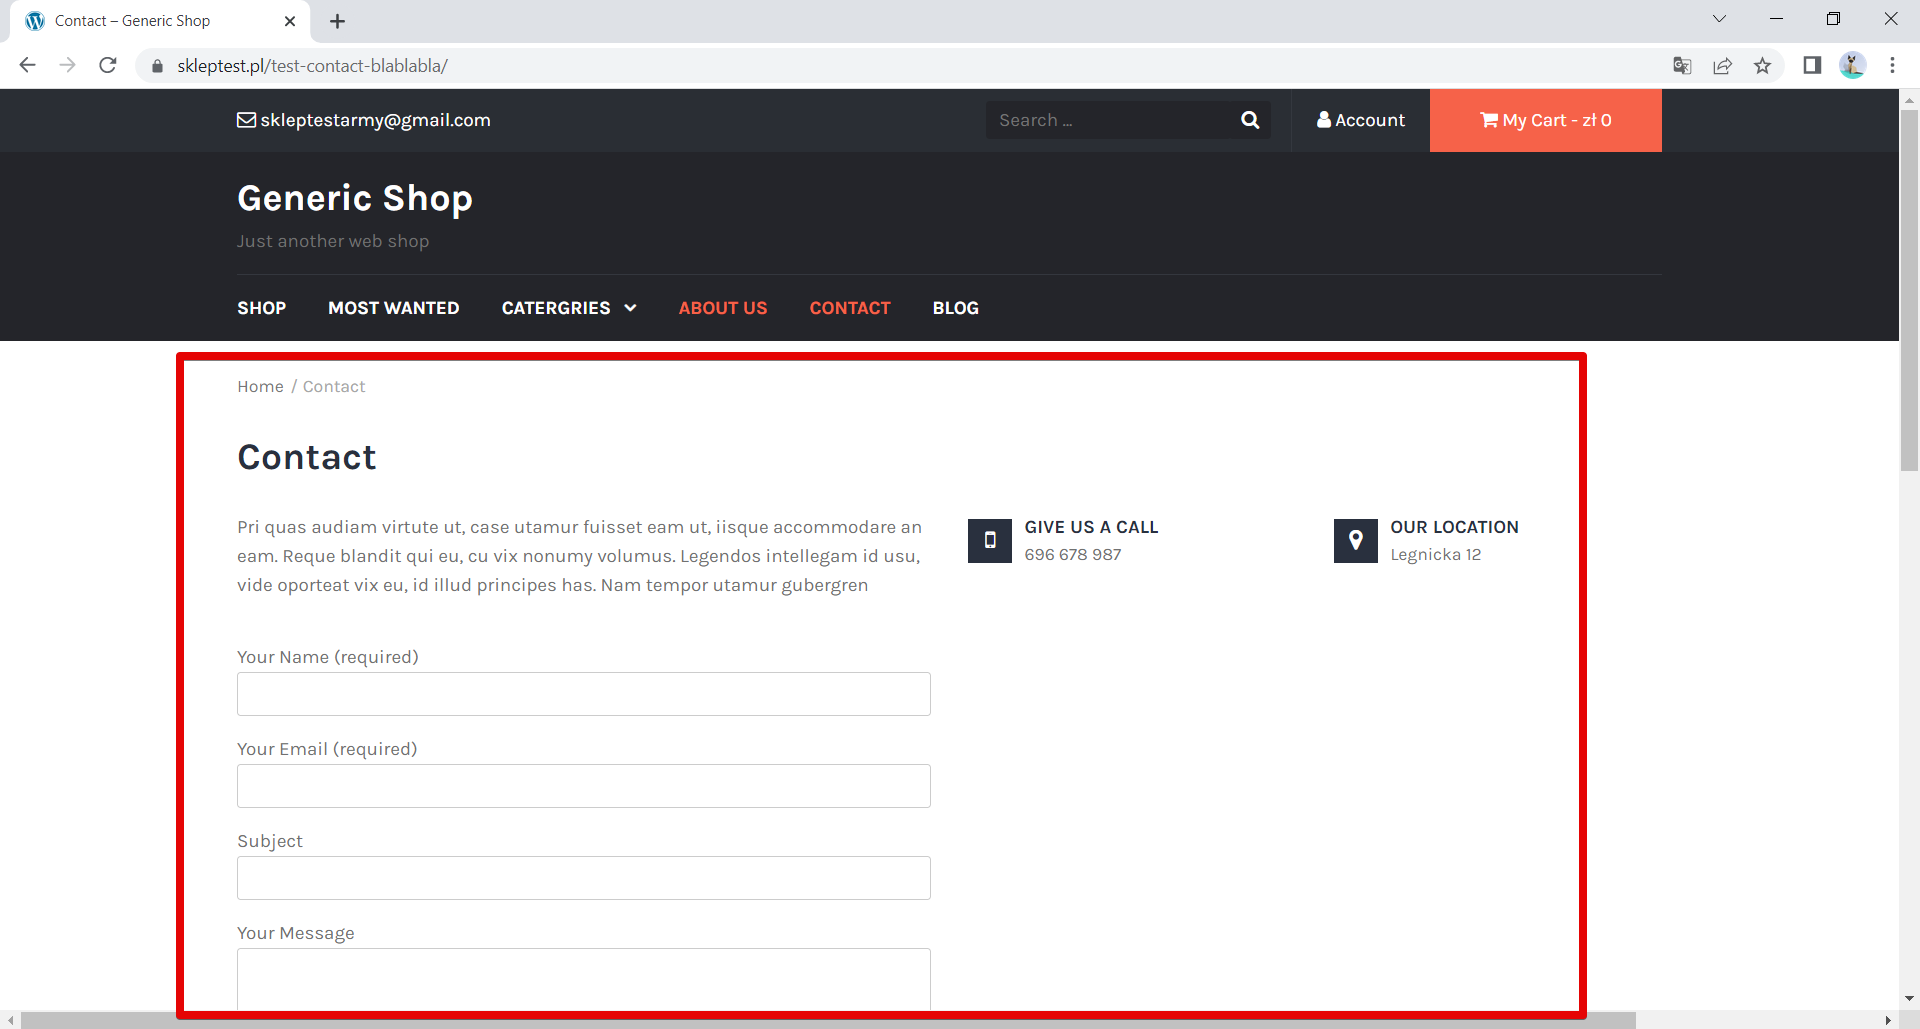 Contact – Generic Shop
skleptest.pl/test-contact-blablabla/
skleptestarmy@gmail.com
Search ...
Account
My Cart - zł 0
Generic Shop
Just another web shop
SHOP MOST WANTED CATERGRIES ABOUT US CONTACT BLOG
Home / Contact
Contact
Pri quas audiam virtute ut, case utamur fuisset eam ut, iisque accommodare an
eam. Reque blandit qui eu, cu vix nonumy volumus. Legendos intellegam id usu,
vide oporteat vix eu, id illud principes has. Nam tempor utamur gubergren
GIVE US A CALL
696 678 987
OUR LOCATION
Legnicka 12
Your Name (required)
Your Email (required)
Subject
Your Message